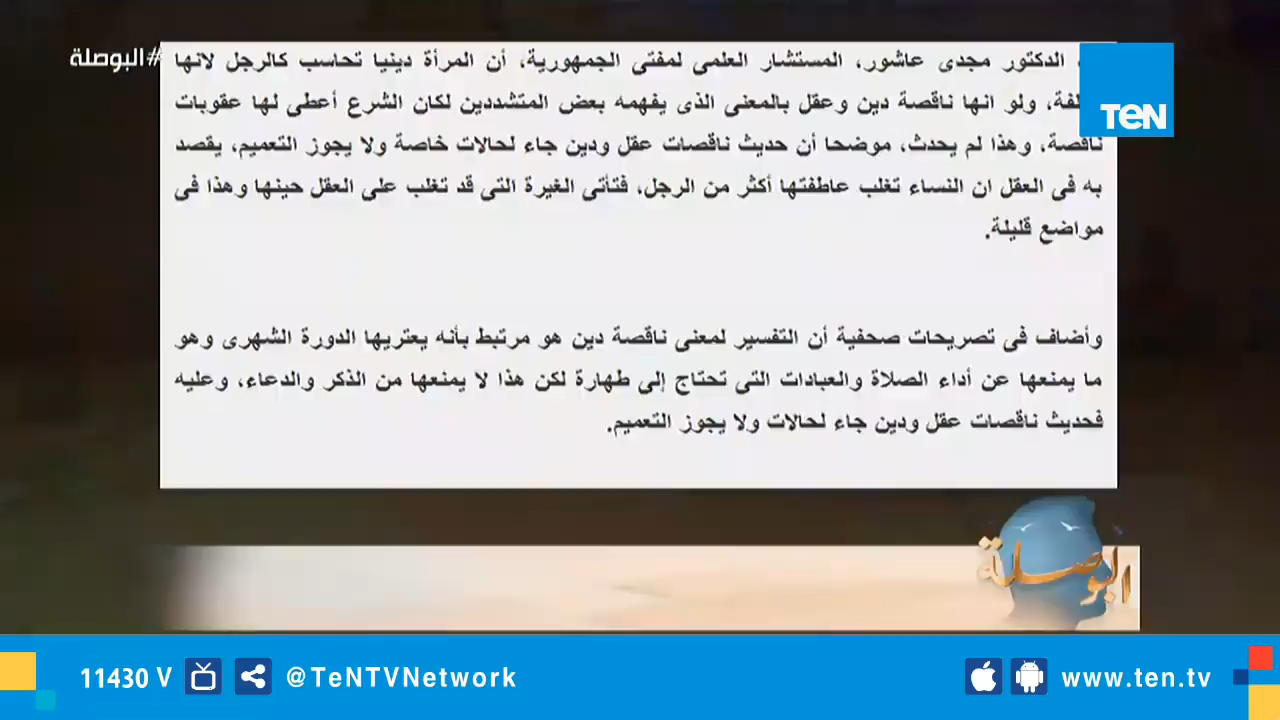 #البوصلة
TEN
الدكتور مجدى عاشور، المستشار العلمى لمفتى الجمهورية، أن المرأة دينيا تحاسب كالرجل لانها
ولو انها ناقصة دين وعقل بالمعنى الذى يفهمه بعض المتشددين لكان الشرع أعطى لها عقوبات
ناقصة، وهذا لم يحدث، موضحا أن حديث ناقصات عقل ودين جاء لحالات خاصة ولا يجوز التعميم، يقصد
به فى العقل ان النساء تغلب عاطفتها أكثر من الرجل، فتأتى الغيرة التى قد تغلب على العقل حينها وهذا فى
مواضع قليلة.
وأضاف فى تصريحات صحفية أن التفسير لمعنى ناقصة دين هو مرتبط بأنه يعتريها الدورة الشهرى وهو
ما يمنعها عن أداء الصلاة والعبادات التى تحتاج إلى طهارة لكن هذا لا يمنعها من الذكر والدعاء، وعليه
فحديث ناقصات عقل ودين جاء لحالات ولا يجوز التعميم.
البوصلة
11430 V @TeNTVNetwork www.ten.tv